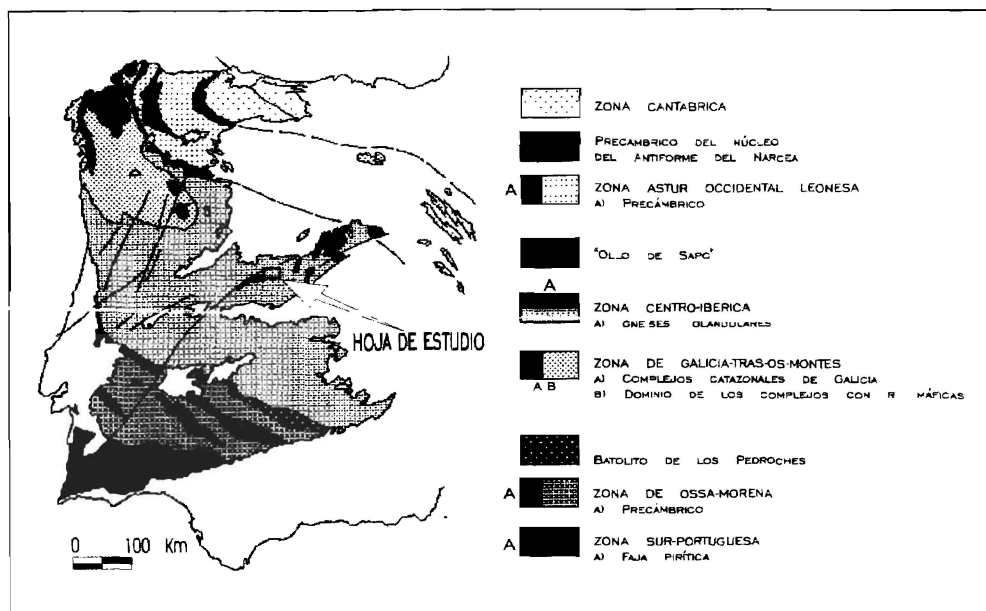 HOJA DE ESTUDIO
0 100 Km
ZONA CANTABRICA
PRECAMBRICO DEL NÚCLEO
DEL ANTIFORME DEL NARCEA
A
ZONA ASTUR OCCIDENTAL LEONESA
A) PRECÁMBRICO
"OLLO DE SAPO"
A
ZONA CENTRO-IBERICA
A) GNEISES GLANDULARES
ZONA DE GALICIA-TRAS-OS-MONTES
A B
A) COMPLEJOS CATAZONALES DE GALICIA
B) DOMINIO DE LOS COMPLEJOS CON R MÁFICAS
BATOLITO DE LOS PEDROCHES
A
ZONA DE OSSA-MORENA
A) PRECÁMBRICO
A
ZONA SUR-PORTUGUESA
A) FAJA PIRÍTICA